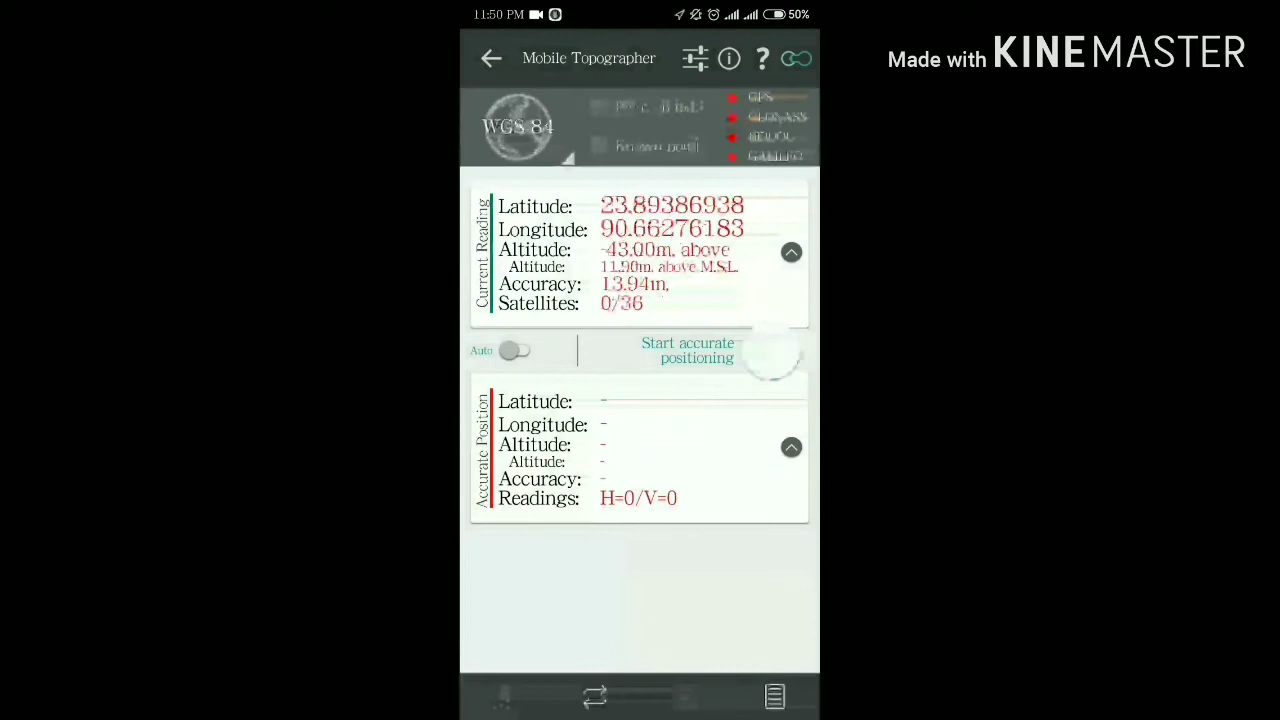 11:50 PM 50%
Made with KINEMASTER
Mobile Topographer
WGS 84
GPS
Latitude: 23.89386938
Longitude: 90.66276183
Altitude: -43.00m. above
Altitude: 11.90m. above M.S.L.
Accuracy: 13.94m.
Satellites: 0/36
Current Reading
Auto
Start accurate
positioning
Latitude: -
Longitude: -
Altitude: -
Altitude: -
Accuracy: -
Readings: H=0/V=0
Accurate Position